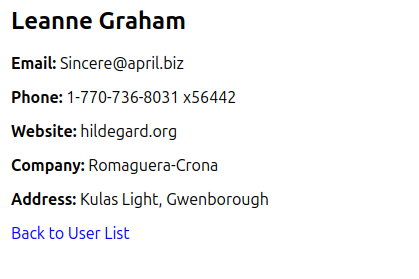 Leanne Graham
Email: Sincere@april.biz
Phone: 1-770-736-8031 x56442
Website: hildegard.org
Company: Romaguera-Crona
Address: Kulas Light, Gwenborough
Back to User List